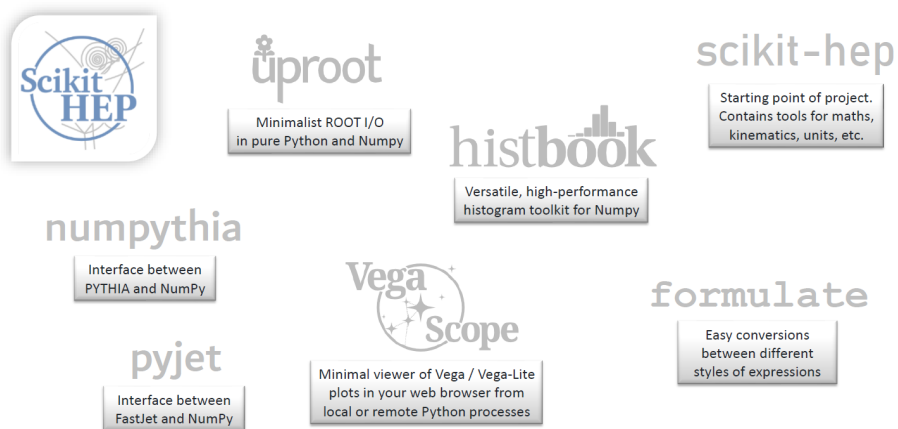 Scikit
HEP
uproot
Minimalist ROOT I/O
in pure Python and Numpy
scikit-hep
Starting point of project.
Contains tools for maths,
kinematics, units, etc.
histbook
Versatile, high-performance
histogram toolkit for Numpy
numpythia
Interface between
PYTHIA and NumPy
Vega
Scope
Minimal viewer of Vega / Vega-Lite
plots in your web browser from
local or remote Python processes
formulate
Easy conversions
between different
styles of expressions
pyjet
Interface between
FastJet and NumPy